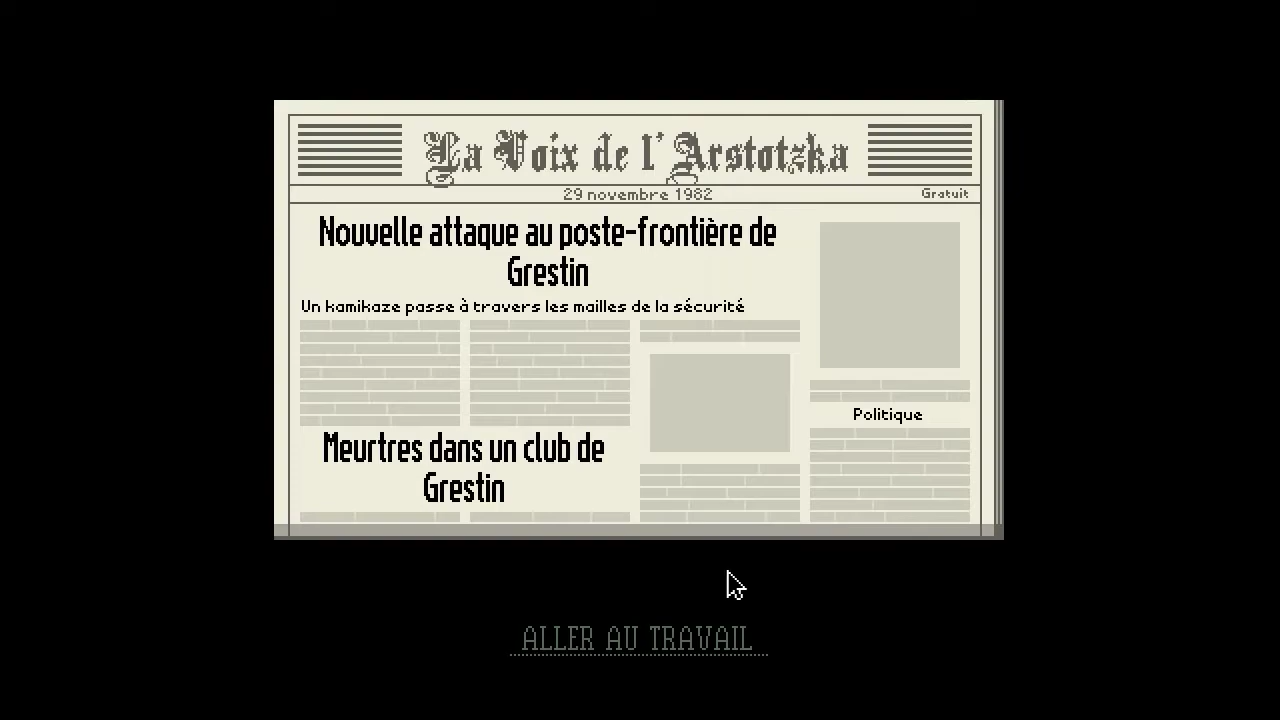 La Voix de l'Arstotzka
29 novembre 1982
Gratuit
Nouvelle attaque au poste-frontière de
Grestin
Un kamikaze passe à travers les mailles de la sécurité
Politique
Meurtres dans un club de
Grestin
ALLER AU TRAVAIL